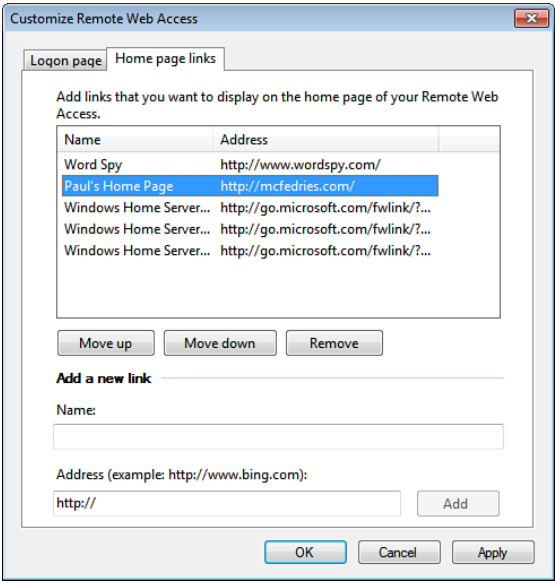 Customize Remote Web Access
Logon page Home page links
Add links that you want to display on the home page of your Remote Web
Access.
Name Address
Word Spy http://www.wordspy.com/
Paul's Home Page http://mcfedries.com/
Windows Home Server... http://go.microsoft.com/fwlink/?...
Windows Home Server... http://go.microsoft.com/fwlink/?...
Windows Home Server... http://go.microsoft.com/fwlink/?...
Move up Move down Remove
Add a new link
Name:
Address (example: http://www.bing.com):
http:// Add
OK Cancel Apply